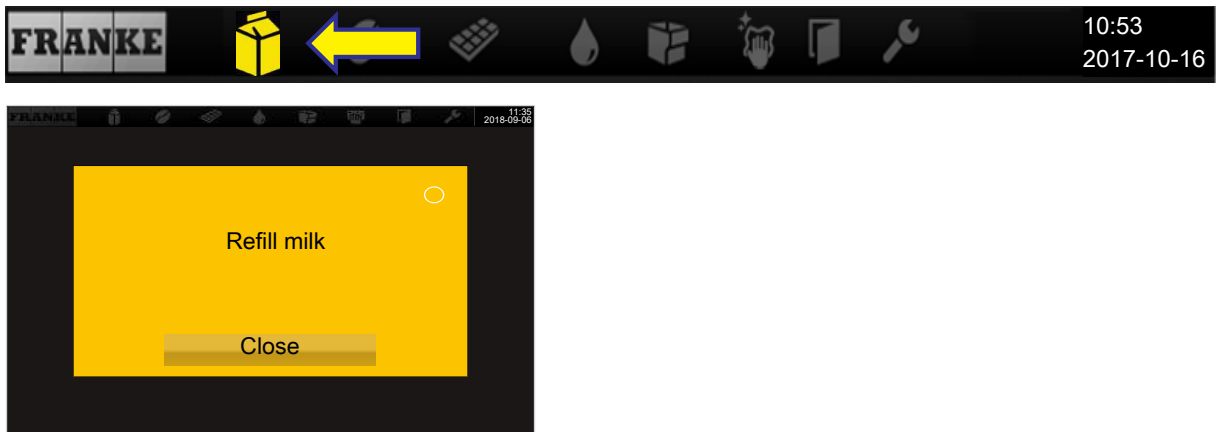 FRANKE
10:53
2017-10-16
FRANKE
11:35
2018-09-06
Refill milk
Close